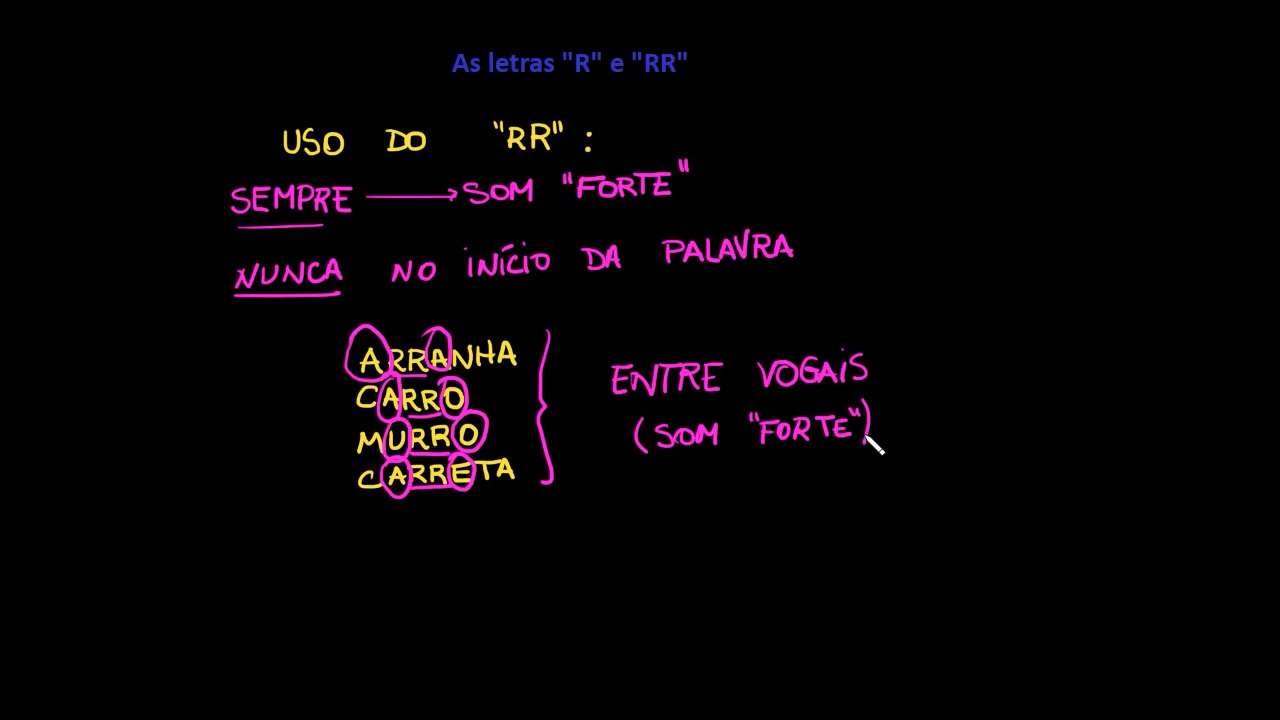 As letras "R" e "RR"
USO DO "RR":
SEMPRE → SOM "FORTE"
NUNCA NO INÍCIO DA PALAVRA
ARRANHA
CARRO
MURRO
CARRETA
ENTRE VOGAIS
(SOM "FORTE")